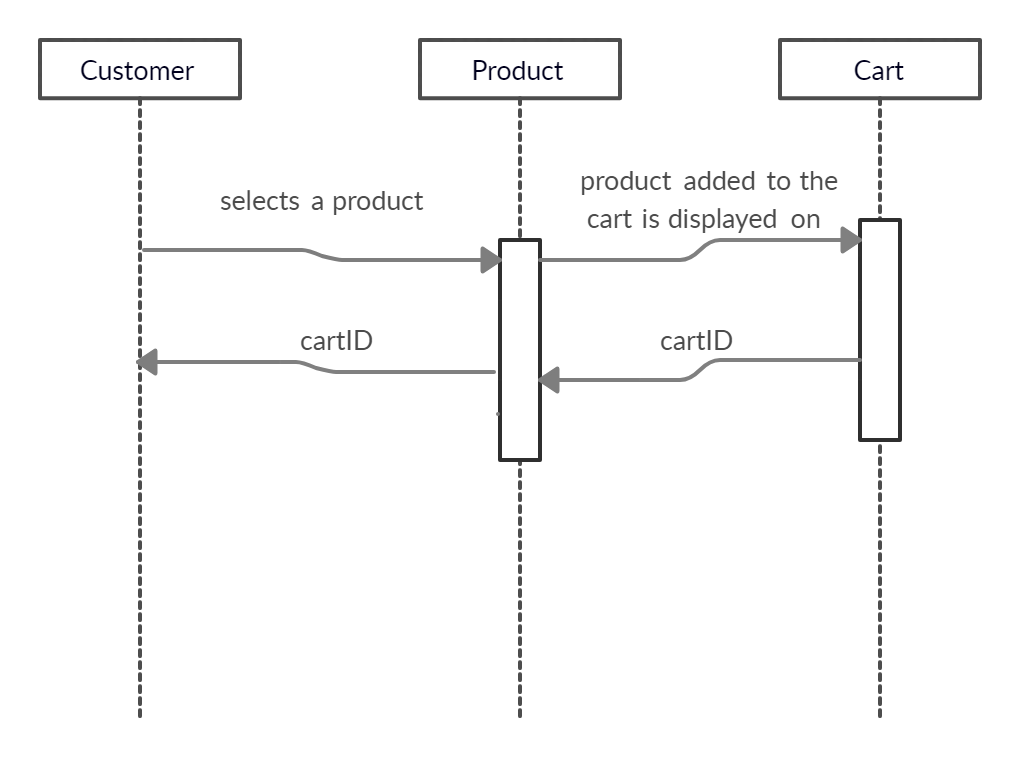 Customer
Product
Cart
selects a product
product added to the
cart is displayed on
cartID
cartID